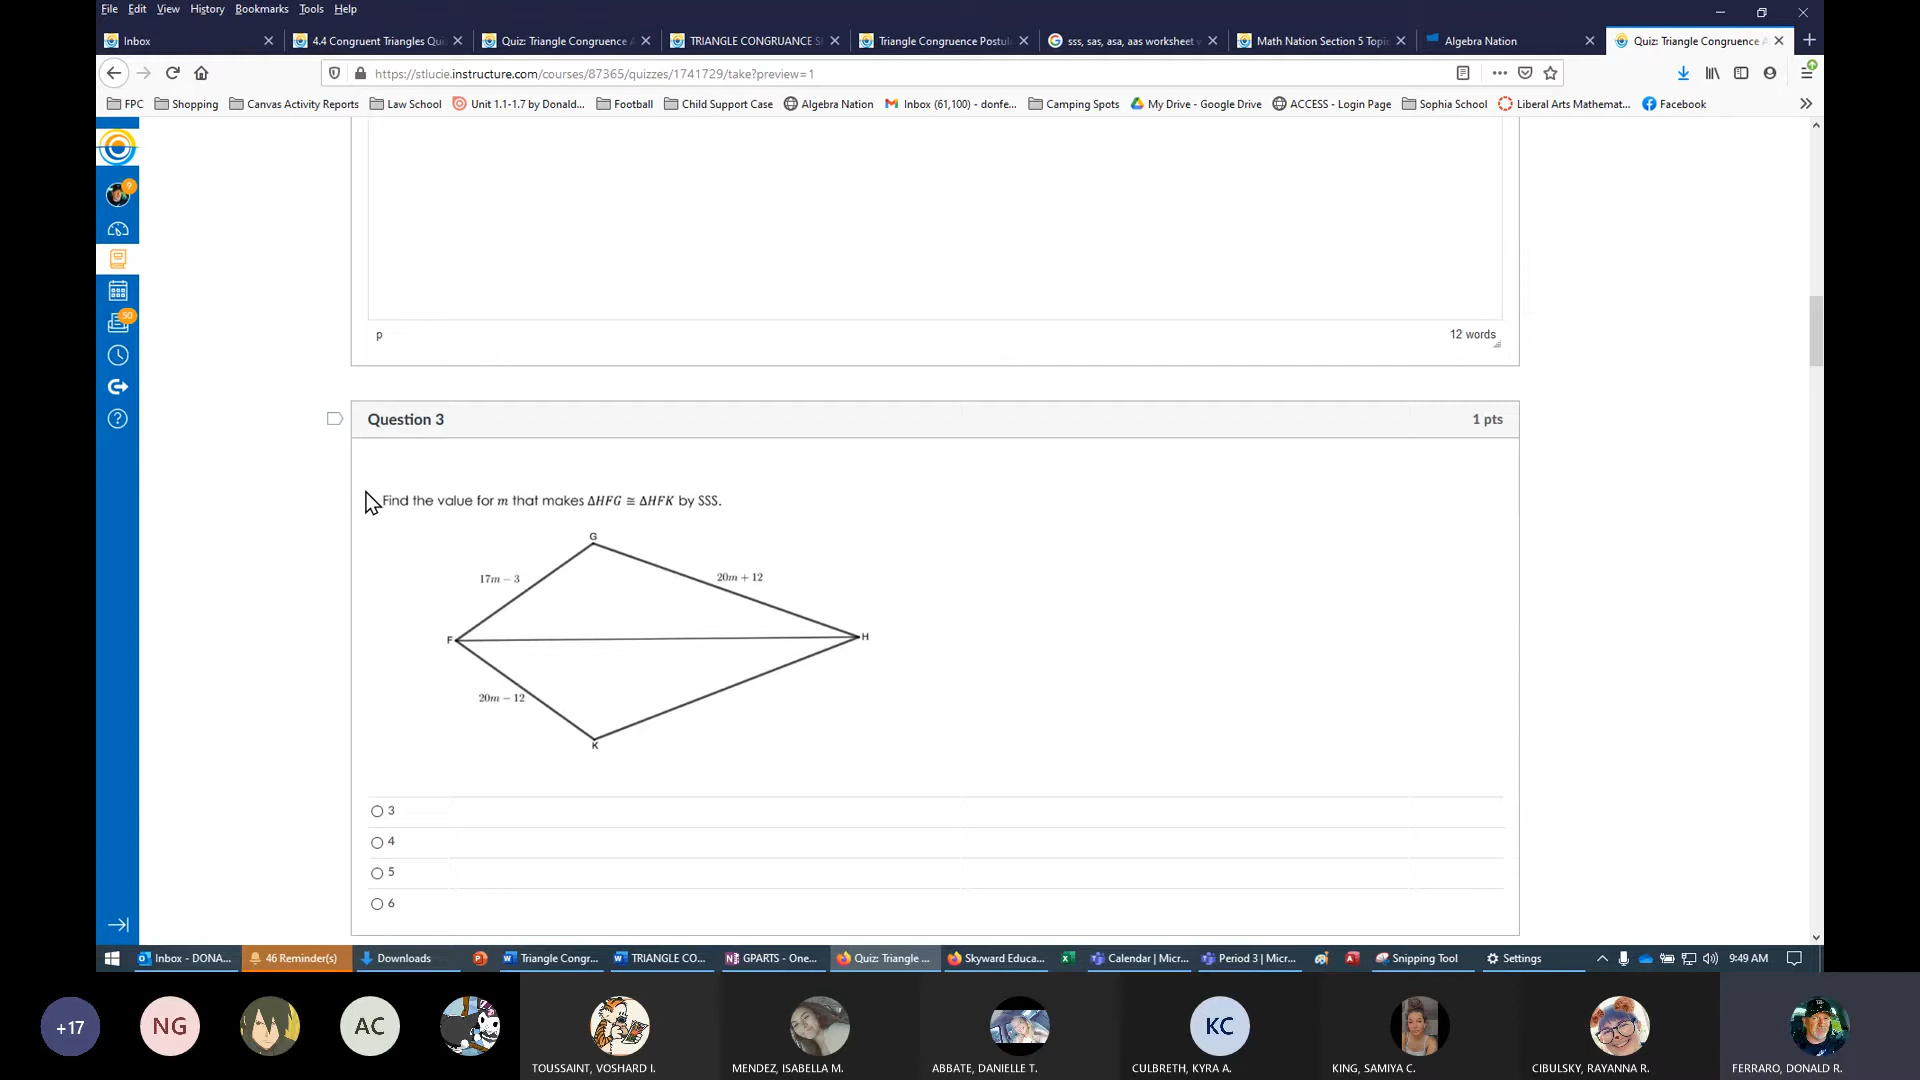 File Edit View History Bookmarks Tools Help
Inbox
4.4 Congruent Triangles Qui
Quiz: Triangle Congruence A
TRIANGLE CONGRUANCE S
Triangle Congruence Postul
sss, sas, asa, aas worksheet v
Math Nation Section 5 Topi
Algebra Nation
Quiz: Triangle Congruence A
https://stlucie.instructure.com/courses/87365/quizzes/1741729/take?preview=1
FPC Shopping Canvas Activity Reports Law School Unit 1.1-1.7 by Donald... Football Child Support Case Algebra Nation Inbox (61,100) - donfe... Camping Spots My Drive - Google Drive ACCESS - Login Page Sophia School Liberal Arts Mathemat... Facebook
9
50
p
12 words
Question 3
1 pts
Find the value for m that makes ΔHFG ≅ ΔHFK by SSS.
G
17m − 3
20m + 12
F
H
20m − 12
K
3
4
5
6
Inbox - DONA... 46 Reminder(s) Downloads Triangle Congr... TRIANGLE CO... GPARTS - One... Quiz: Triangle ... Skyward Educa... Calendar | Micr... Period 3 | Micr... Snipping Tool Settings 9:49 AM
+17
NG
AC
KC
TOUSSAINT, VOSHARD I.
MENDEZ, ISABELLA M.
ABBATE, DANIELLE T.
CULBRETH, KYRA A.
KING, SAMIYA C.
CIBULSKY, RAYANNA R.
FERRARO, DONALD R.